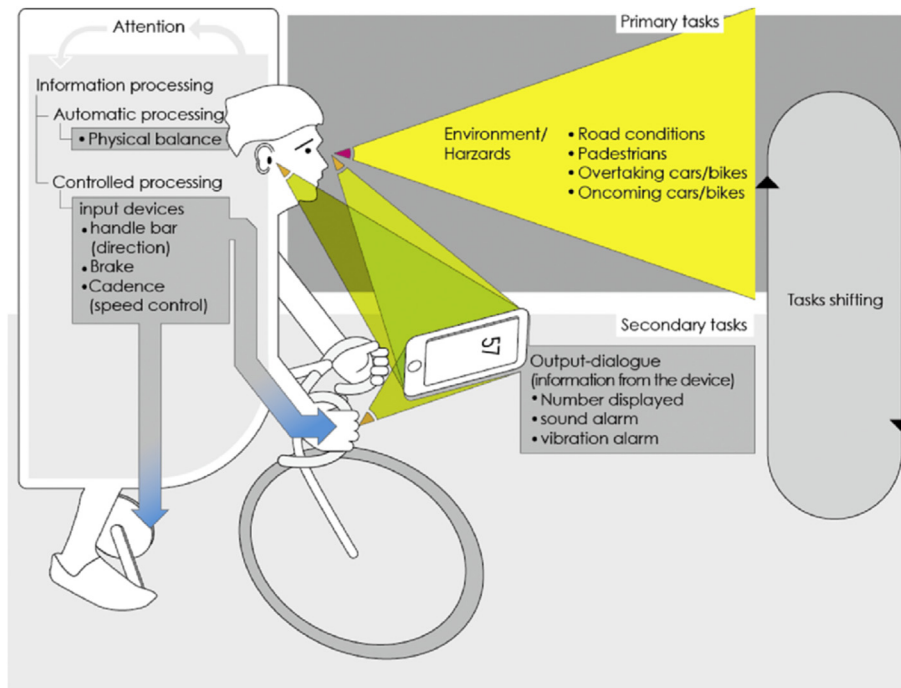 Attention
Information processing
Automatic processing
• Physical balance
Controlled processing
input devices
• handle bar
(direction)
• Brake
• Cadence
(speed control)
Primary tasks
Environment/
Harzards
• Road conditions
• Padestrians
• Overtaking cars/bikes
• Oncoming cars/bikes
Tasks shifting
Secondary tasks
57
Output-dialogue
(information from the device)
• Number displayed
• sound alarm
• vibration alarm